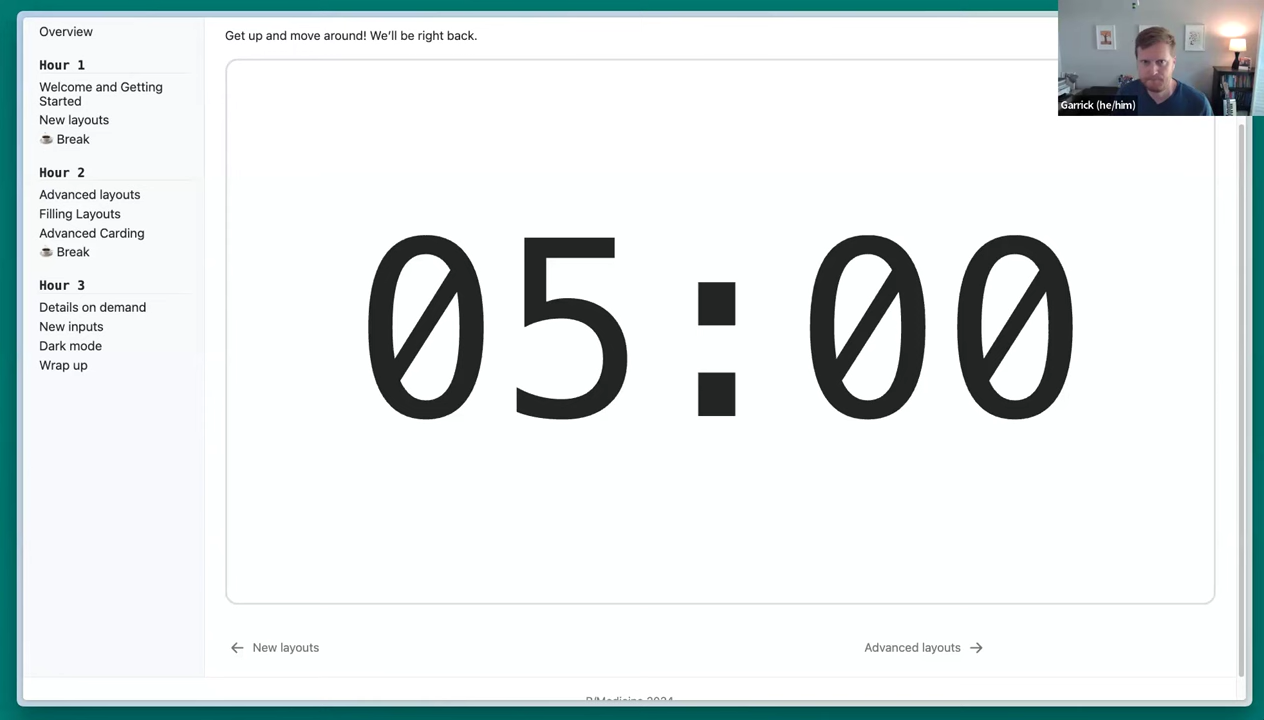 Overview
Hour 1
Welcome and Getting
Started
New layouts
Break
Hour 2
Advanced layouts
Filling Layouts
Advanced Carding
Break
Hour 3
Details on demand
New inputs
Dark mode
Wrap up
Get up and move around! We'll be right back.
05:00
New layouts
Advanced layouts
R/Medicine 2024
Garrick (he/him)